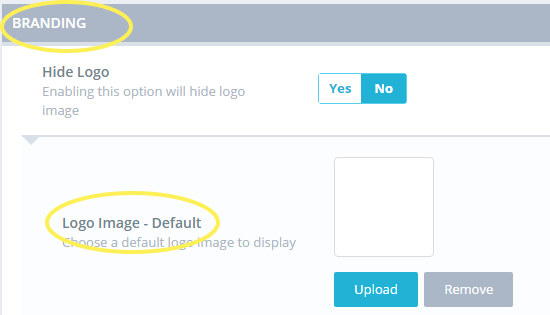 BRANDING
Hide Logo
Enabling this option will hide logo
image
Yes No
Logo Image - Default
Choose a default logo image to display
Upload Remove